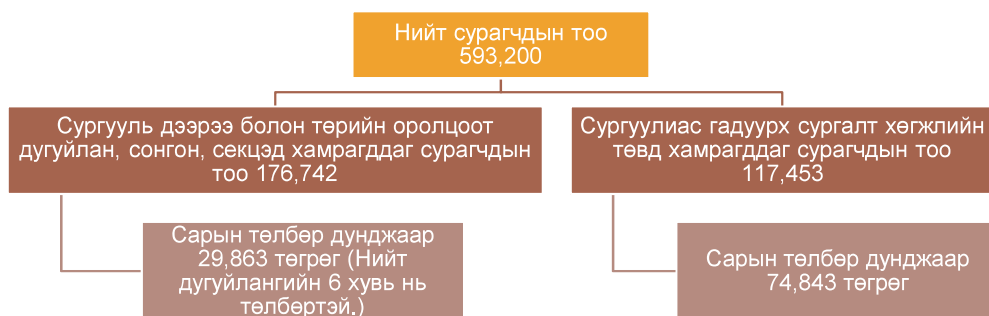 Нийт сурагчдын тоо
593,200
Сургууль дээрээ болон төрийн оролцоот
дугуйлан, сонгон, секцэд хамрагддаг сурагчдын
тоо 176,742
Сургуулиас гадуурх сургалт хөгжлийн
төвд хамрагддаг сурагчдын тоо
117,453
Сарын төлбөр дунджаар
29,863 төгрөг (Нийт
дугуйлангийн 6 хувь нь
төлбөртэй.)
Сарын төлбөр дунджаар
74,843 төгрөг